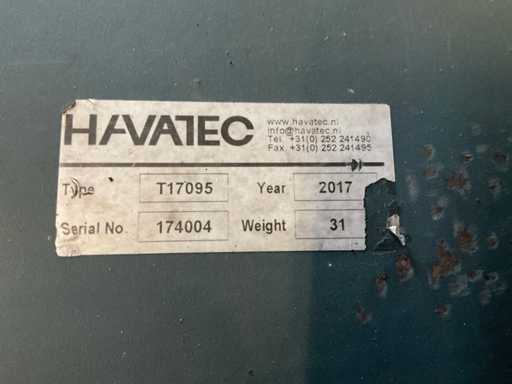 HAVATEC
www.havatec.nl
info@havatec.nl
Tel. +31(0) 252 241490
Fax. +31(0) 252 241495
Type T17095 Year 2017
Serial No 174004 Weight 31